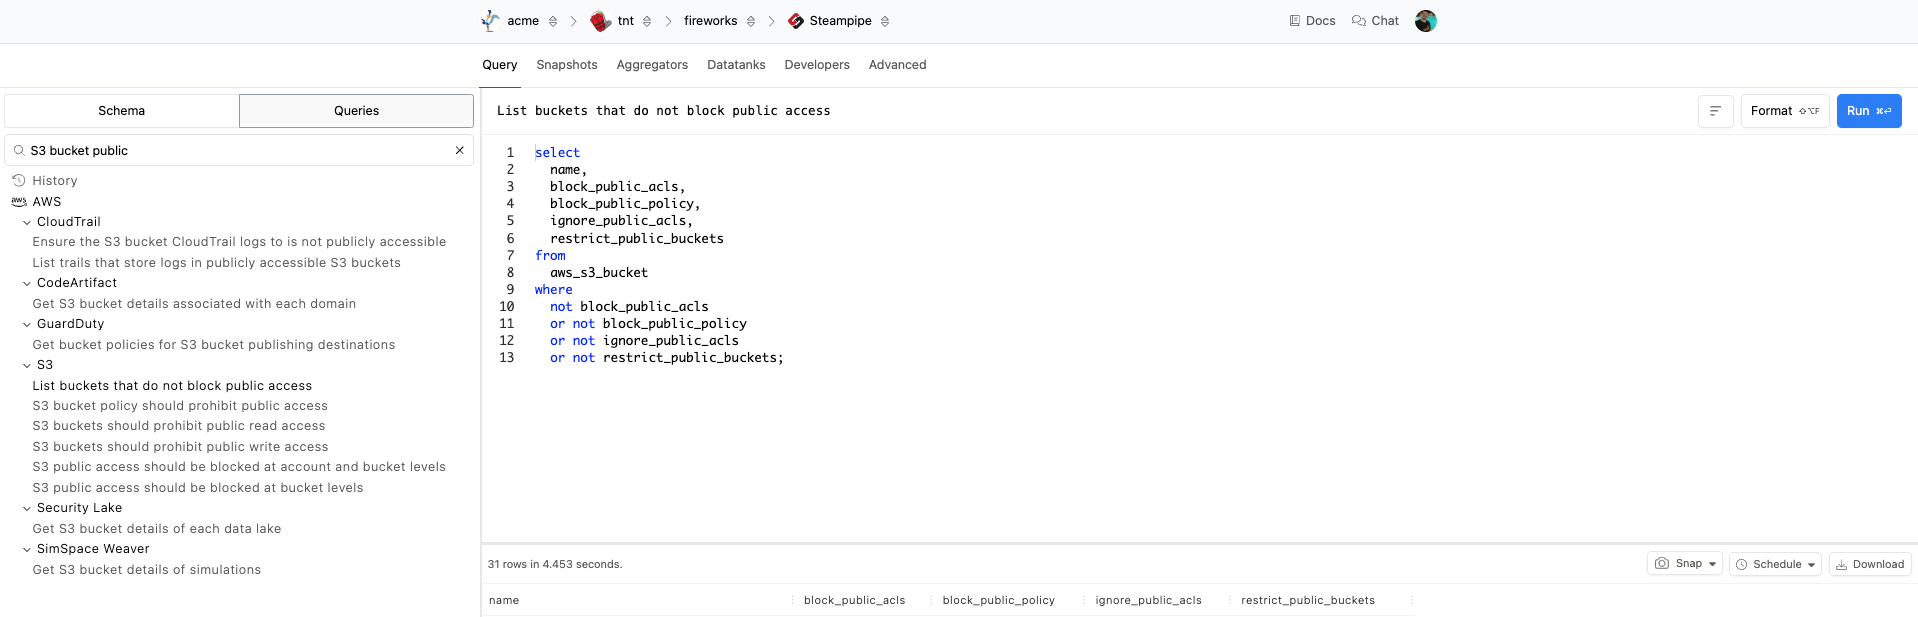 acme tnt fireworks Steampipe Docs Chat
Query Snapshots Aggregators Datatanks Developers Advanced
Schema Queries
S3 bucket public
History
aws AWS
CloudTrail
Ensure the S3 bucket CloudTrail logs to is not publicly accessible
List trails that store logs in publicly accessible S3 buckets
CodeArtifact
Get S3 bucket details associated with each domain
GuardDuty
Get bucket policies for S3 bucket publishing destinations
S3
List buckets that do not block public access
S3 bucket policy should prohibit public access
S3 buckets should prohibit public read access
S3 buckets should prohibit public write access
S3 public access should be blocked at account and bucket levels
S3 public access should be blocked at bucket levels
Security Lake
Get S3 bucket details of each data lake
SimSpace Weaver
Get S3 bucket details of simulations
List buckets that do not block public access
Format ⇧⌥F Run ⌘⏎
1 select
2 name,
3 block_public_acls,
4 block_public_policy,
5 ignore_public_acls,
6 restrict_public_buckets
7 from
8 aws_s3_bucket
9 where
10 not block_public_acls
11 or not block_public_policy
12 or not ignore_public_acls
13 or not restrict_public_buckets;
31 rows in 4.453 seconds.
Snap Schedule Download
name block_public_acls block_public_policy ignore_public_acls restrict_public_buckets